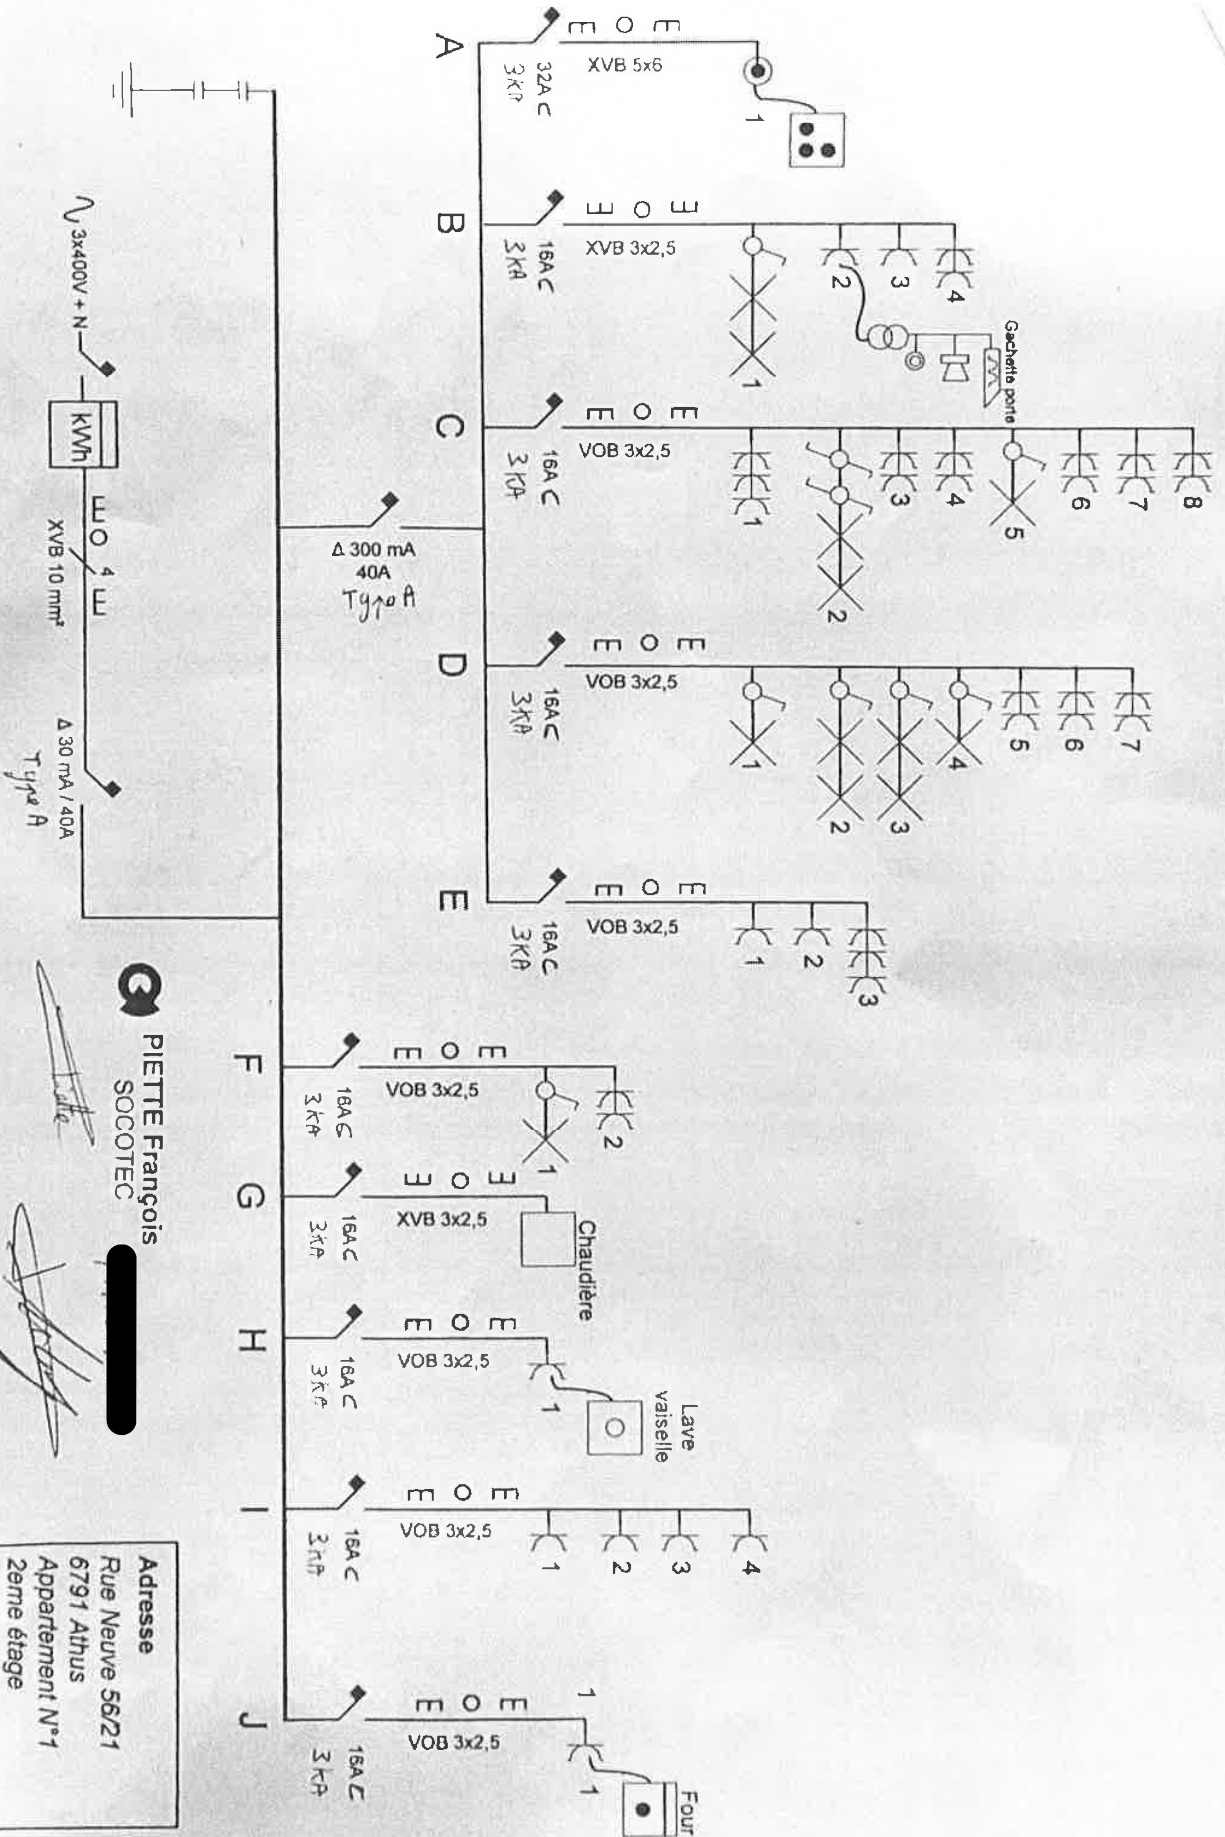 A
32A C
3KA
XVB 5x6
1
B
16A C
3KA
XVB 3x2,5
1
2
3
4
Gachette porte
C
16A C
3KA
VOB 3x2,5
1
2
3
4
5
6
7
8
D
16A C
3KA
VOB 3x2,5
1
2
3
4
5
6
7
E
16A C
3KA
VOB 3x2,5
1
2
3
Δ 300 mA
40A
Type A
F
16A C
3KA
VOB 3x2,5
1
2
G
16A C
3KA
XVB 3x2,5
Chaudière
H
16A C
3KA
VOB 3x2,5
1
Lave
vaiselle
I
16A C
3KA
VOB 3x2,5
1
2
3
4
J
16A C
3KA
VOB 3x2,5
1
1
Four
3x400V + N
kWh
4
XVB 10 mm²
Δ 30 mA / 40A
Type A
PIETTE François
SOCOTEC
Adresse
Rue Neuve 56/21
6791 Athus
Appartement N°1
2eme étage